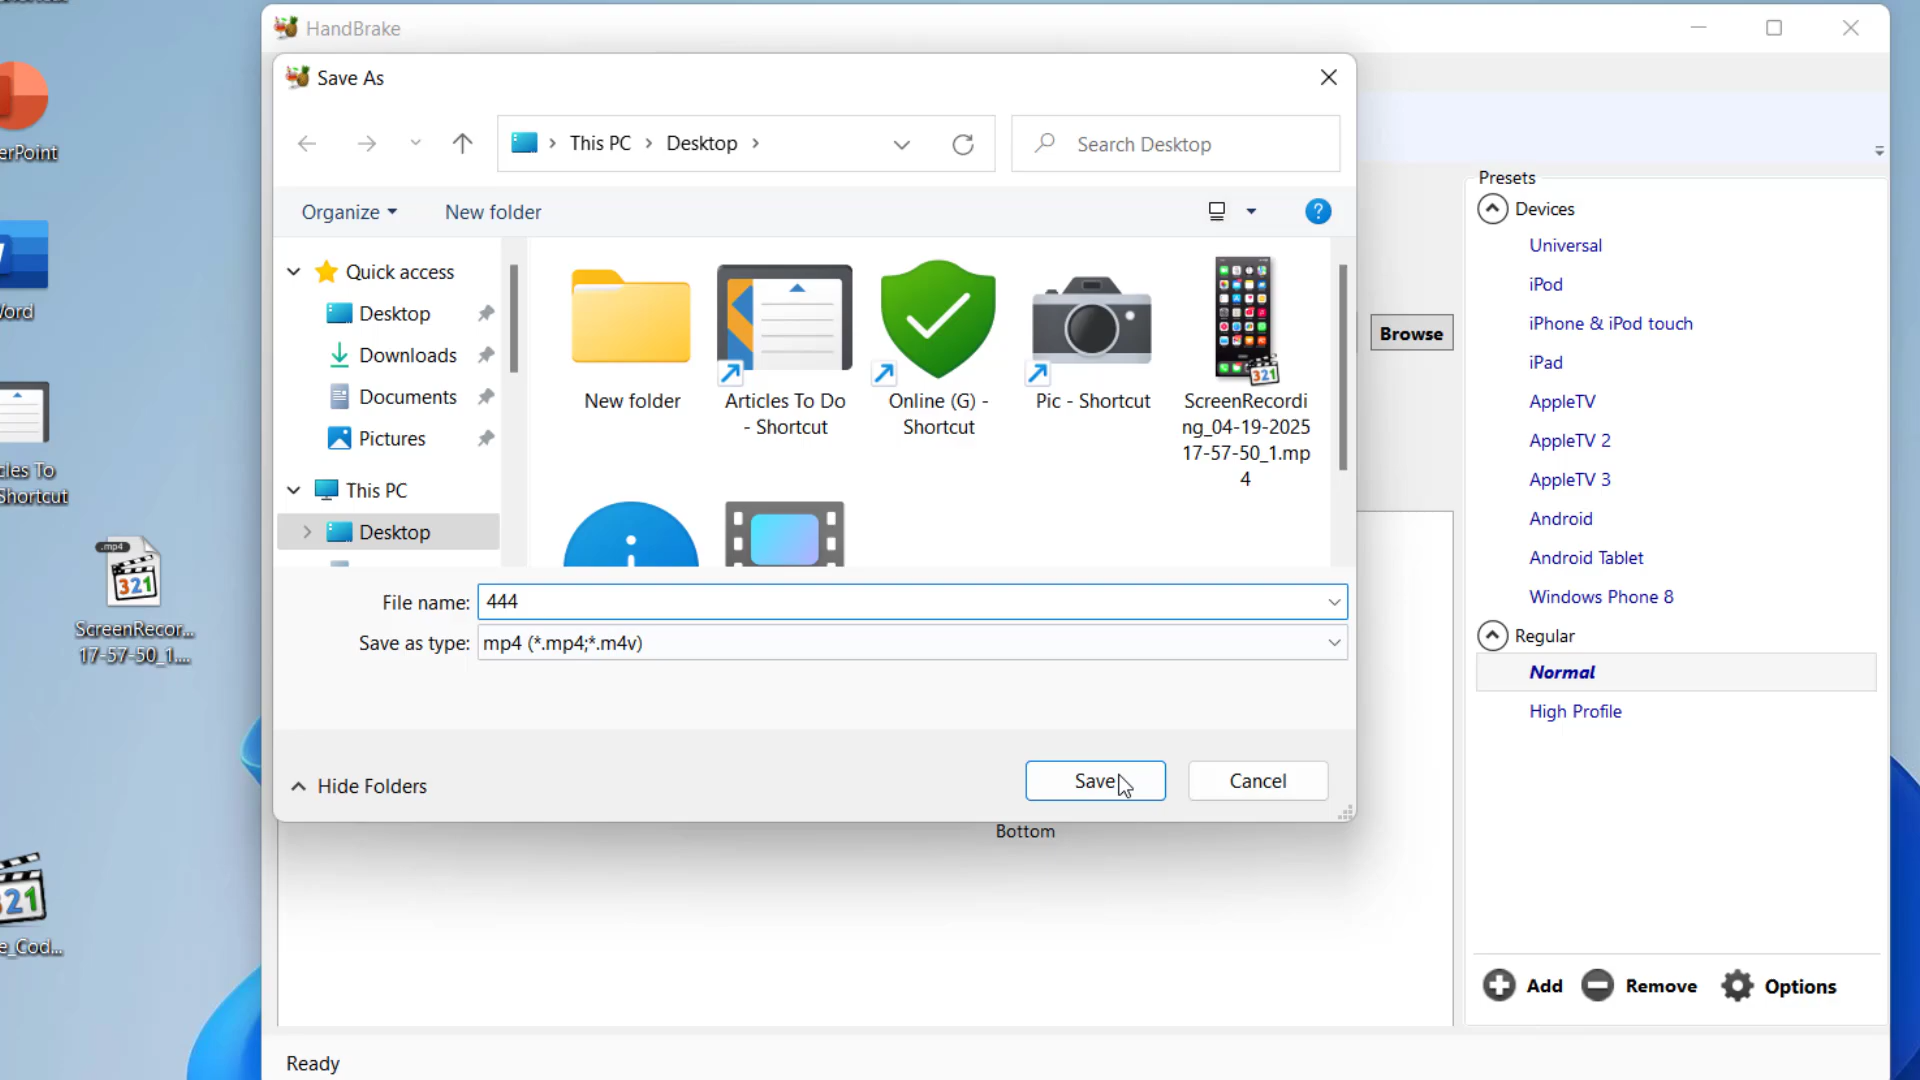 HandBrake
Save As
This PC
Desktop
Search Desktop
Organize
New folder
Quick access
Desktop
Downloads
Documents
Pictures
This PC
Desktop
New folder
Articles To Do
- Shortcut
Online (G) -
Shortcut
Pic - Shortcut
ScreenRecordi
ng_04-19-2025
17-57-50_1.mp
4
321
File name:
444
Save as type:
mp4 (*.mp4;*.m4v)
Hide Folders
Save
Cancel
Browse
Bottom
Presets
Devices
Universal
iPod
iPhone & iPod touch
iPad
AppleTV
AppleTV 2
AppleTV 3
Android
Android Tablet
Windows Phone 8
Regular
Normal
High Profile
Add
Remove
Options
Ready
erPoint
ord
cles To
Shortcut
.mp4
321
ScreenRecor...
17-57-50_1....
321
e_Cod...